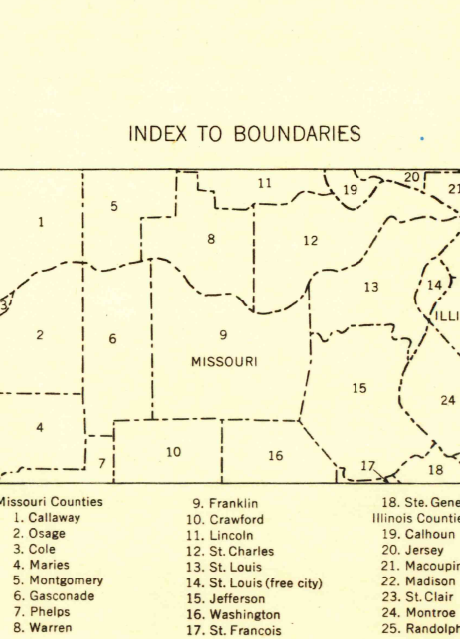 INDEX TO BOUNDARIES
11
20
21
19
5
1
8
12
13
14
3
ILLI
2
6
9
MISSOURI
15
24
4
7
10
16
17
18
Missouri Counties
1. Callaway
2. Osage
3. Cole
4. Maries
5. Montgomery
6. Gasconade
7. Phelps
8. Warren
9. Franklin
10. Crawford
11. Lincoln
12. St. Charles
13. St. Louis
14. St. Louis (free city)
15. Jefferson
16. Washington
17. St. Francois
18. Ste. Gene
Illinois Countie
19. Calhoun
20. Jersey
21. Macoupin
22. Madison
23. St. Clair
24. Montroe
25. Randolph